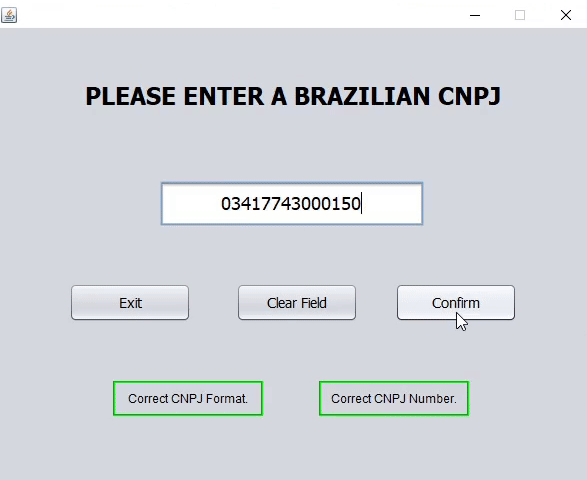 PLEASE ENTER A BRAZILIAN CNPJ
03417743000150
Exit
Clear Field
Confirm
Correct CNPJ Format.
Correct CNPJ Number.